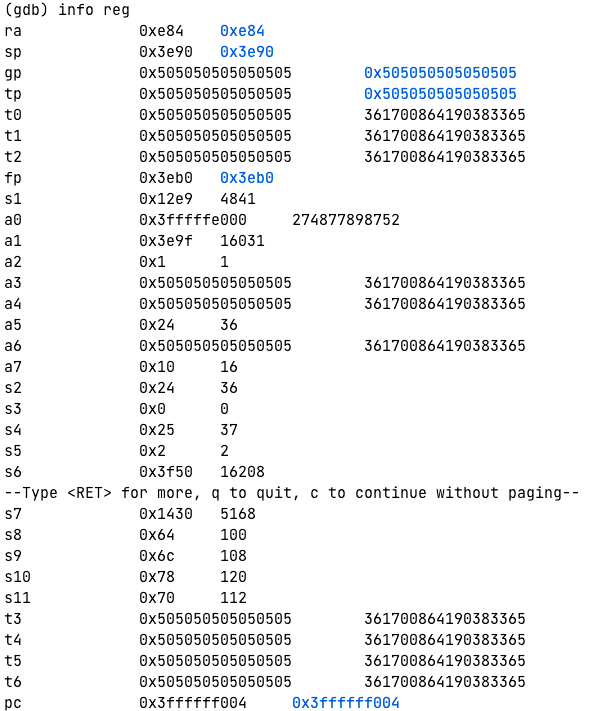 (gdb) info reg
ra 0xe84 0xe84
sp 0x3e90 0x3e90
gp 0x505050505050505 0x505050505050505
tp 0x505050505050505 0x505050505050505
t0 0x505050505050505 361700864190383365
t1 0x505050505050505 361700864190383365
t2 0x505050505050505 361700864190383365
fp 0x3eb0 0x3eb0
s1 0x12e9 4841
a0 0x3fffffe000 274877898752
a1 0x3e9f 16031
a2 0x1 1
a3 0x505050505050505 361700864190383365
a4 0x505050505050505 361700864190383365
a5 0x24 36
a6 0x505050505050505 361700864190383365
a7 0x10 16
s2 0x24 36
s3 0x0 0
s4 0x25 37
s5 0x2 2
s6 0x3f50 16208
--Type <RET> for more, q to quit, c to continue without paging--
s7 0x1430 5168
s8 0x64 100
s9 0x6c 108
s10 0x78 120
s11 0x70 112
t3 0x505050505050505 361700864190383365
t4 0x505050505050505 361700864190383365
t5 0x505050505050505 361700864190383365
t6 0x505050505050505 361700864190383365
pc 0x3ffffff004 0x3ffffff004